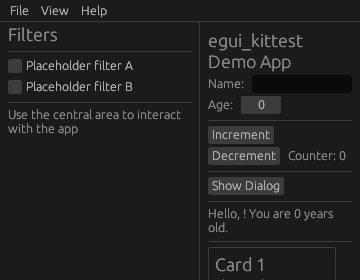 File View Help
Filters
Placeholder filter A
Placeholder filter B
Use the central area to interact
with the app
egui_kittest
Demo App
Name:
Age: 0
Increment
Decrement Counter: 0
Show Dialog
Hello, ! You are 0 years
old.
Card 1